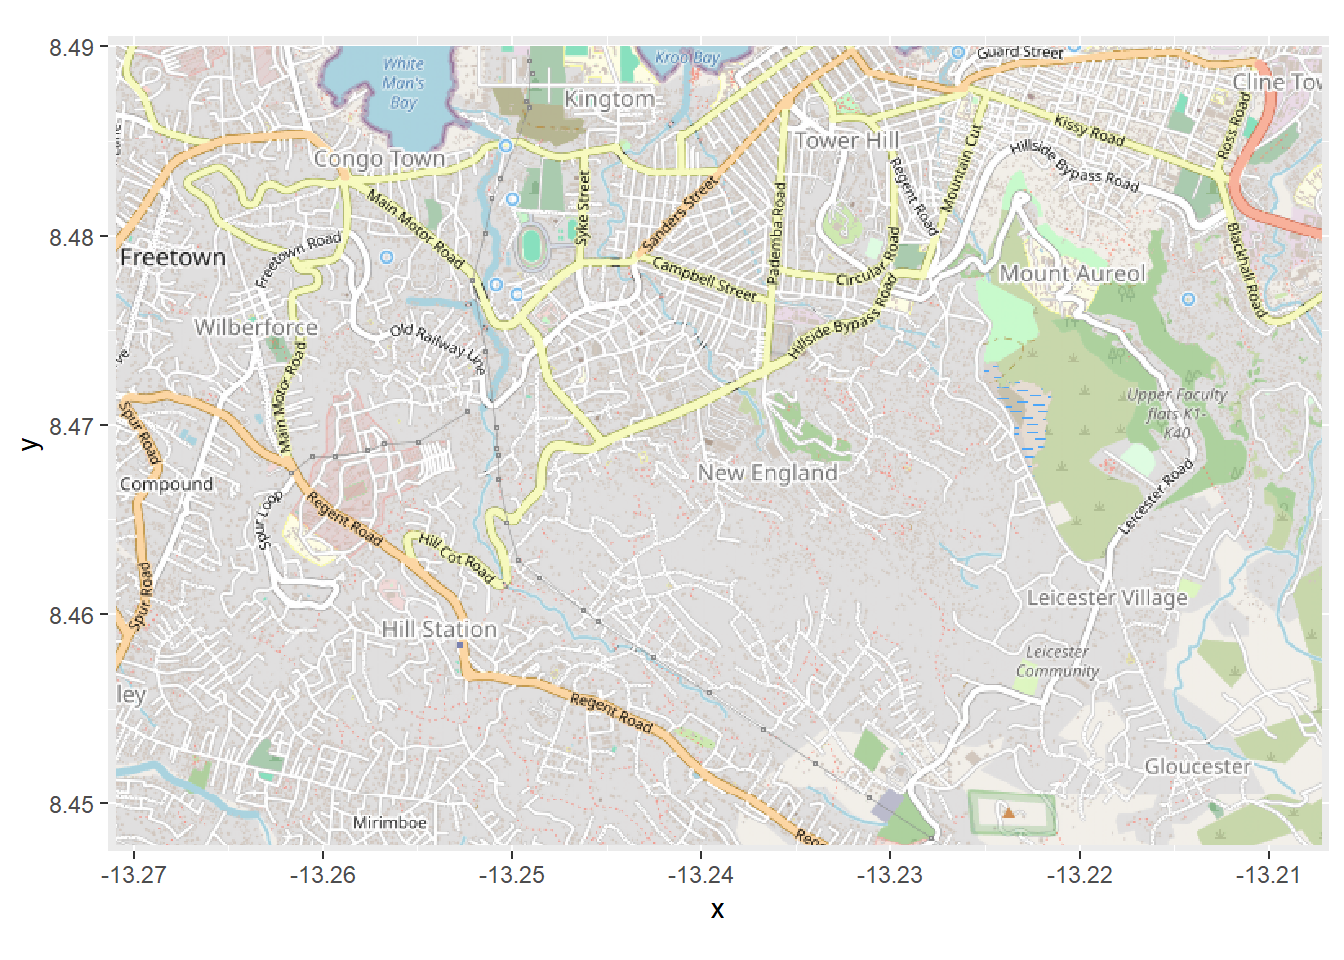 8.49
8.48
8.47
8.46
8.45
y
White
Man's
Bay
Kroo Bay
Guard Street
Kingtom
Cline Tov
Congo Town
Tower Hill
Kissy Road
Ross Road
Hillside Bypass Road
Mountain Cut
Regent Road
Main Motor Road
Syke Street
Sanders Street
Pademba Road
Freetown
Freetown Road
Campbell Street
Circular Road
Mount Aureol
Blackhall Road
Wilberforce
Old Railway Line
Hillside Bypass Road
ve
Main Motor Road
Upper Faculty
flats K1-
K40
Spur Road
Compound
New England
Leicester Road
Spur Loop
Regent Road
Hill Cot Road
Spur Road
Leicester Village
Hill Station
Leicester
Community
ley
Regent Road
Gloucester
Mirimboe
Reg
-13.27
-13.26
-13.25
-13.24
-13.23
-13.22
-13.21
x